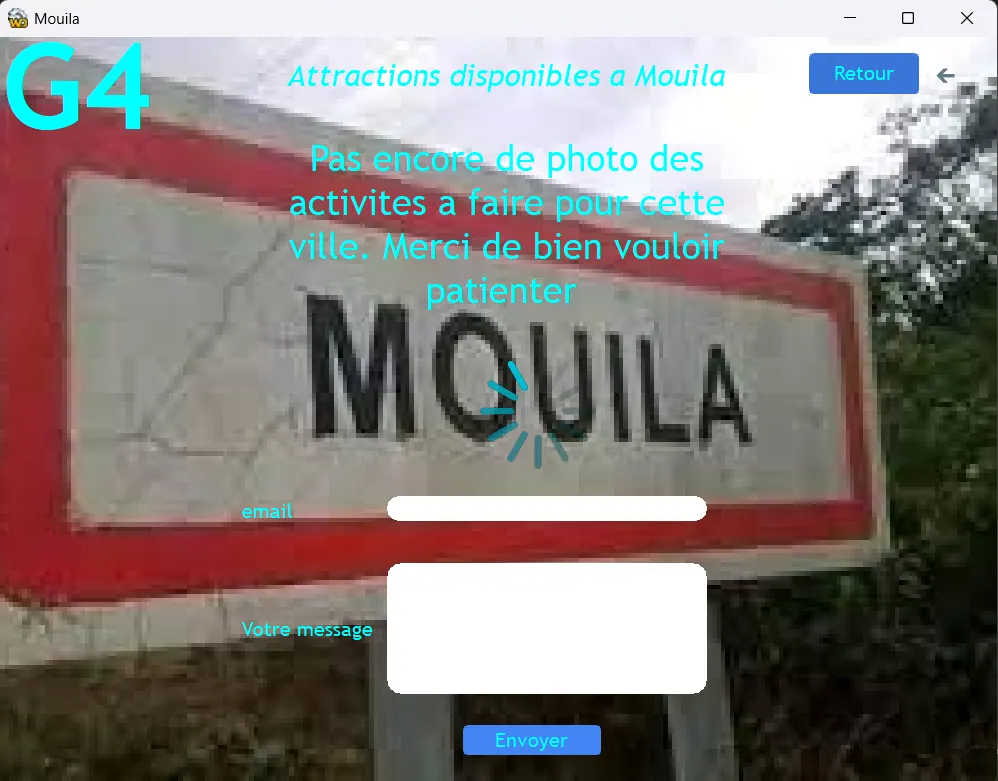 Mouila
G4
Attractions disponibles a Mouila
Retour
Pas encore de photo des
activites a faire pour cette
ville. Merci de bien vouloir
patienter
MOUILA
email
Votre message
Envoyer